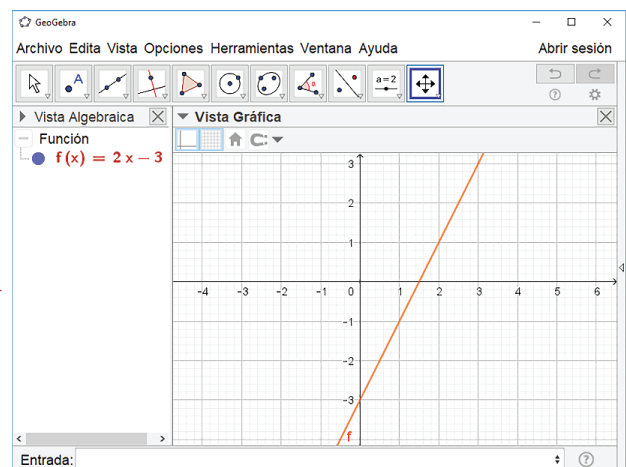 GeoGebra
Archivo Edita Vista Opciones Herramientas Ventana Ayuda Abrir sesión
A α a=2
Vista Algebraica Vista Gráfica
Función
f(x) = 2 x – 3
3
2
1
-4 -3 -2 -1 0 1 2 3 4 5 6
-1
-2
-3
f
Entrada: